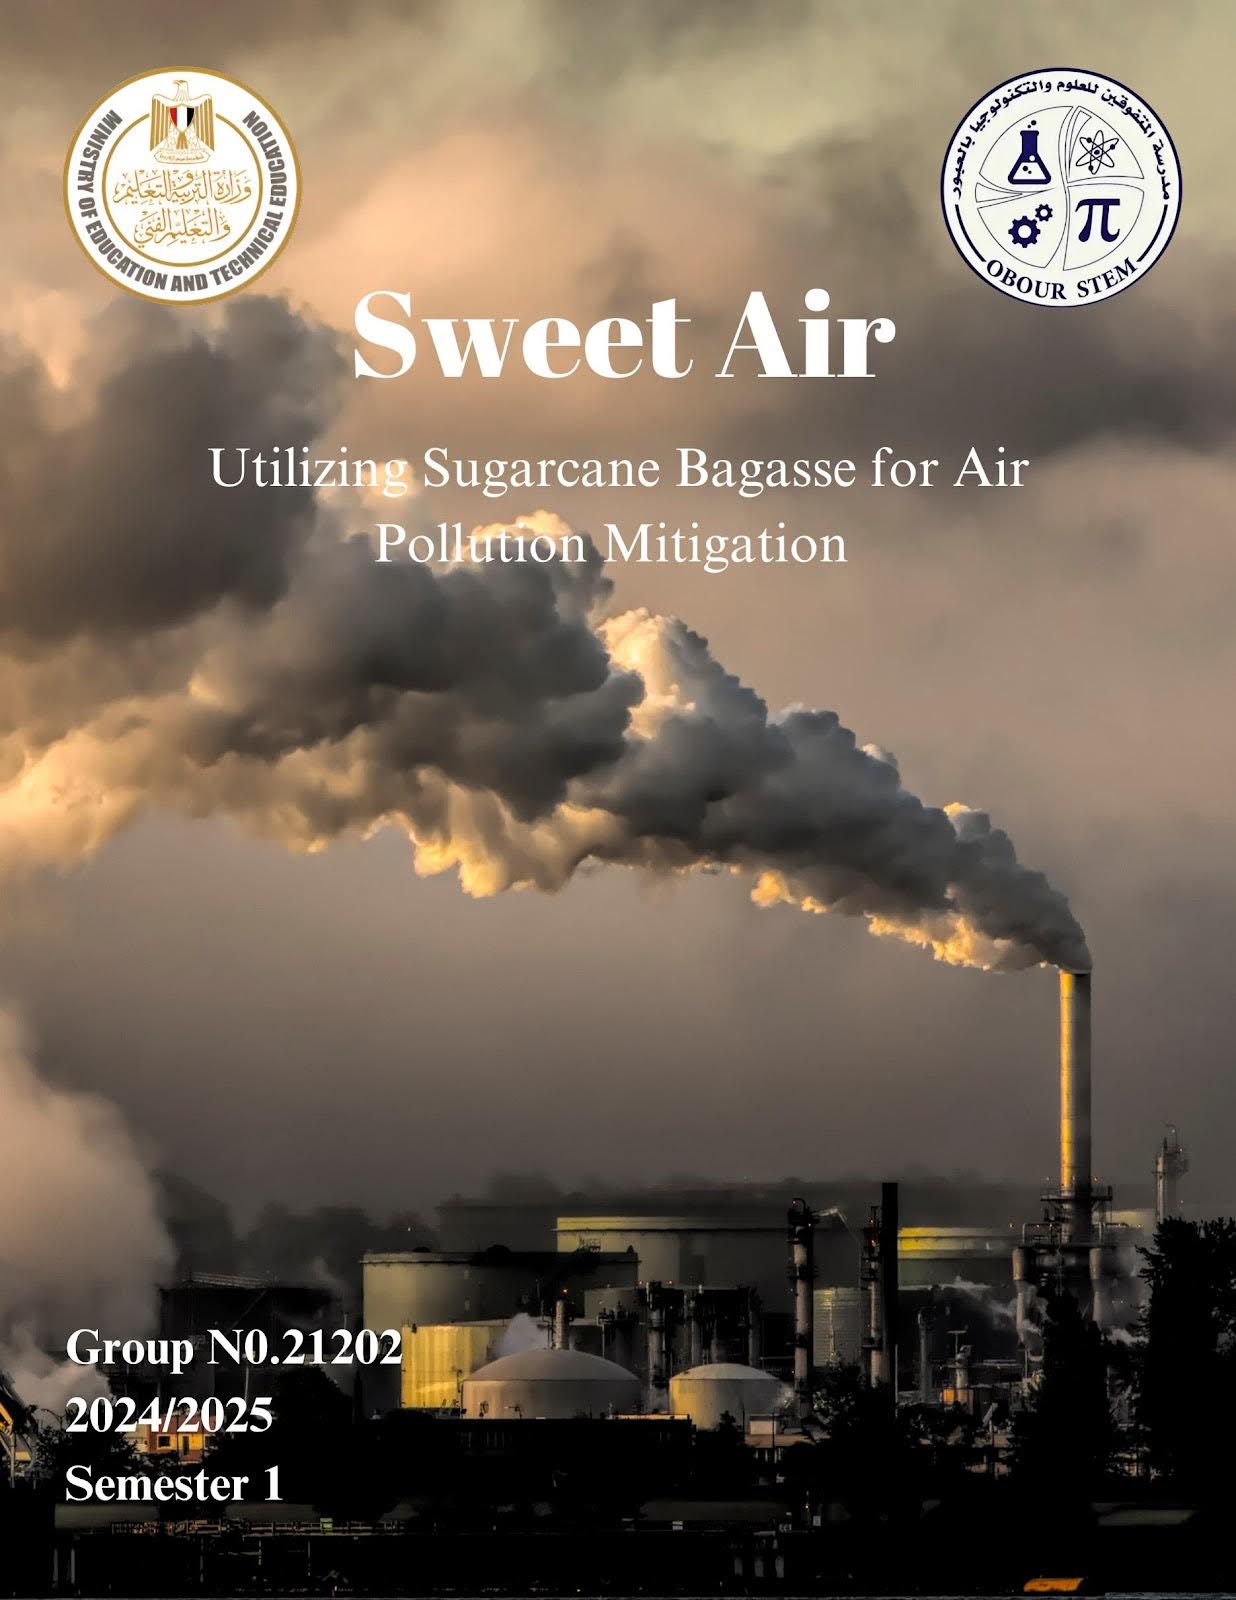 MINISTRY OF EDUCATION AND TECHNICAL EDUCATION
وزارة التربية والتعليم
والتعليم الفني
مدرسة المتفوقين للعلوم والتكنولوجيا بالعبور
π
OBOUR STEM
Sweet Air
Utilizing Sugarcane Bagasse for Air
Pollution Mitigation
Group N0.21202
2024/2025
Semester 1